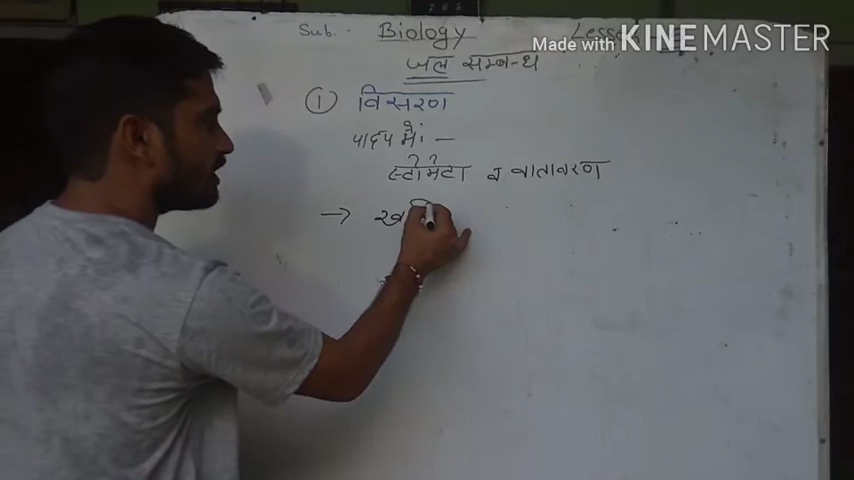 Sub. Biology
Made with KINEMASTER
जल सम्बन्ध
① विसरण
पादप में: —
स्टोमेटा व वातावरण
→